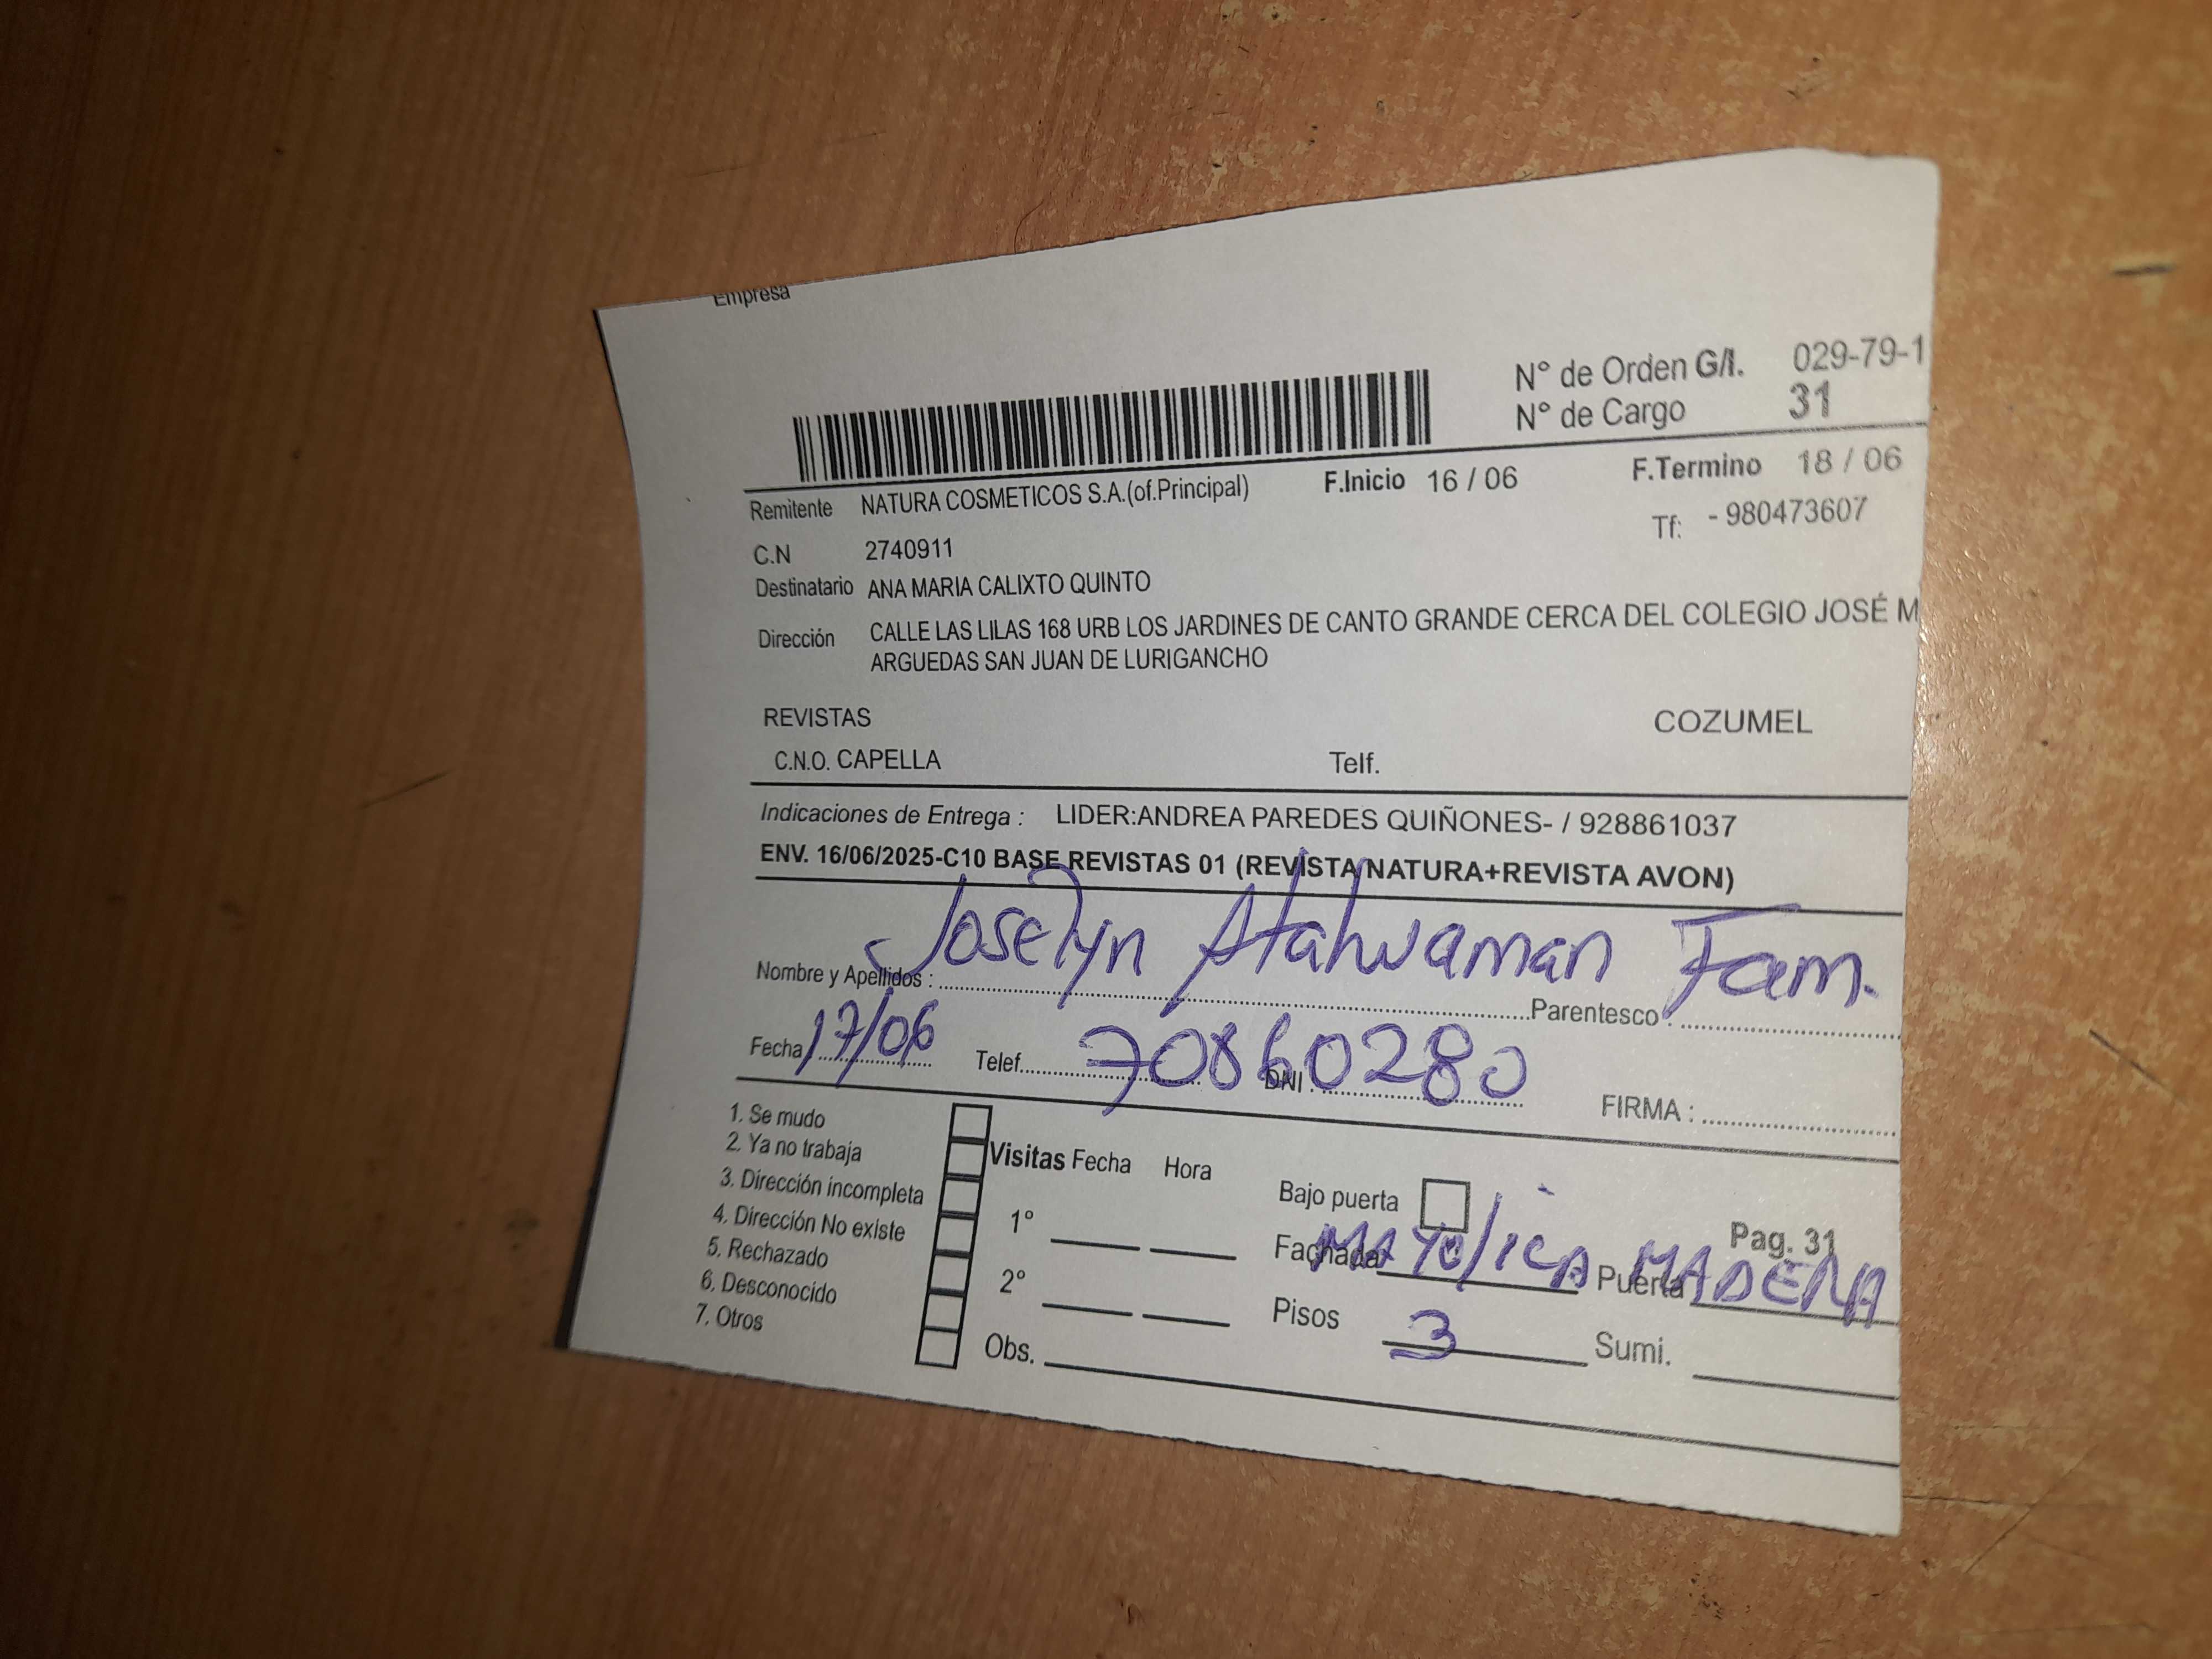 Empresa
N° de Orden G/I. 029-79-1
N° de Cargo 31
Remitente NATURA COSMETICOS S.A.(of.Principal) F.Inicio 16 / 06 F.Termino 18 / 06
C.N 2740911 Tf: - 980473607
Destinatario ANA MARIA CALIXTO QUINTO
Dirección CALLE LAS LILAS 168 URB LOS JARDINES DE CANTO GRANDE CERCA DEL COLEGIO JOSÉ M
ARGUEDAS SAN JUAN DE LURIGANCHO
REVISTAS COZUMEL
C.N.O. CAPELLA Telf.
Indicaciones de Entrega : LIDER:ANDREA PAREDES QUIÑONES- / 928861037
ENV. 16/06/2025-C10 BASE REVISTAS 01 (REVISTA NATURA+REVISTA AVON)
Nombre y Apellidos : Joselyn Atahuaman Parentesco : Fam.
Fecha 17/06 Telef. DNI : 70860280 FIRMA :
1. Se mudo
2. Ya no trabaja
3. Dirección incompleta
4. Dirección No existe
5. Rechazado
6. Desconocido
7. Otros
Visitas Fecha Hora
1°
2°
Obs.
Bajo puerta Pag. 31
Fachada MAYOLICA Puerta MADERA
Pisos 3 Sumi.